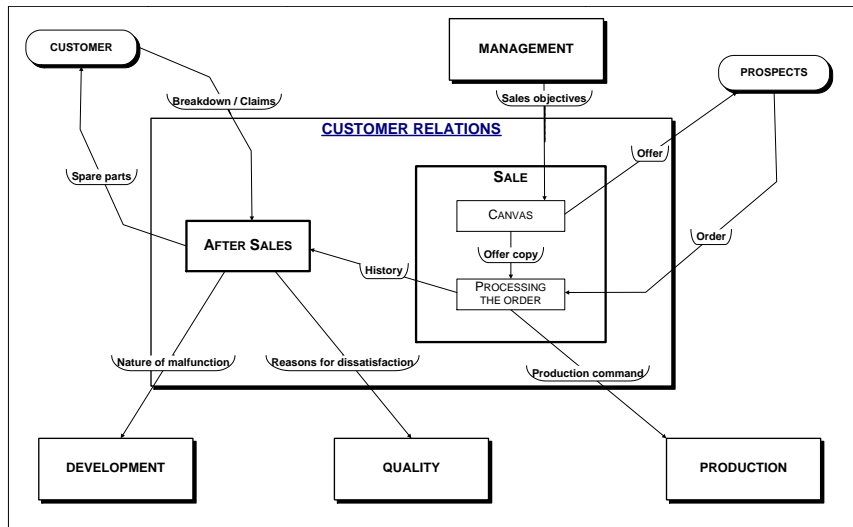 CUSTOMER
MANAGEMENT
PROSPECTS
Breakdown / Claims
Sales objectives
CUSTOMER RELATIONS
Offer
Spare parts
SALE
CANVAS
AFTER SALES
Offer copy
Order
History
PROCESSING
THE ORDER
Nature of malfunction
Reasons for dissatisfaction
Production command
DEVELOPMENT
QUALITY
PRODUCTION